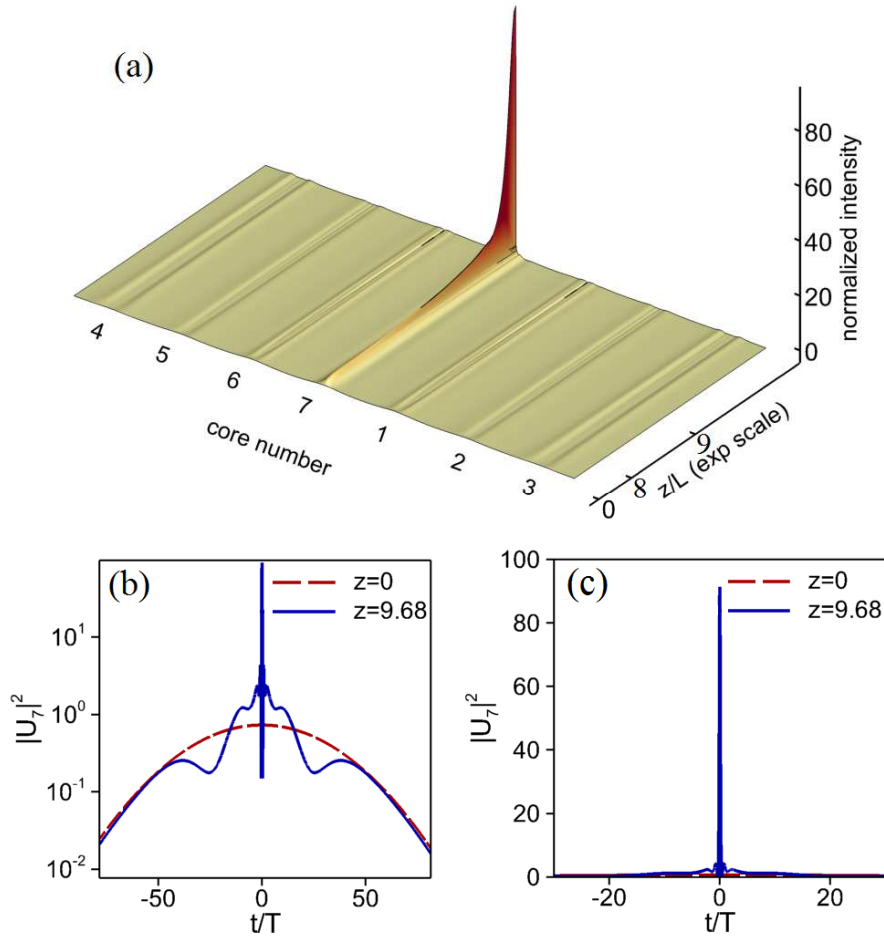 (a)
80
60
40
20
0
normalized intensity
4
5
6
7
1
2
3
core number
0
8
9
z/L (exp scale)
(b)
z=0
z=9.68
10¹
10⁰
10⁻¹
10⁻²
|U₇|²
-50
0
50
t/T
(c)
z=0
z=9.68
100
80
60
40
20
0
|U₇|²
-20
0
20
t/T